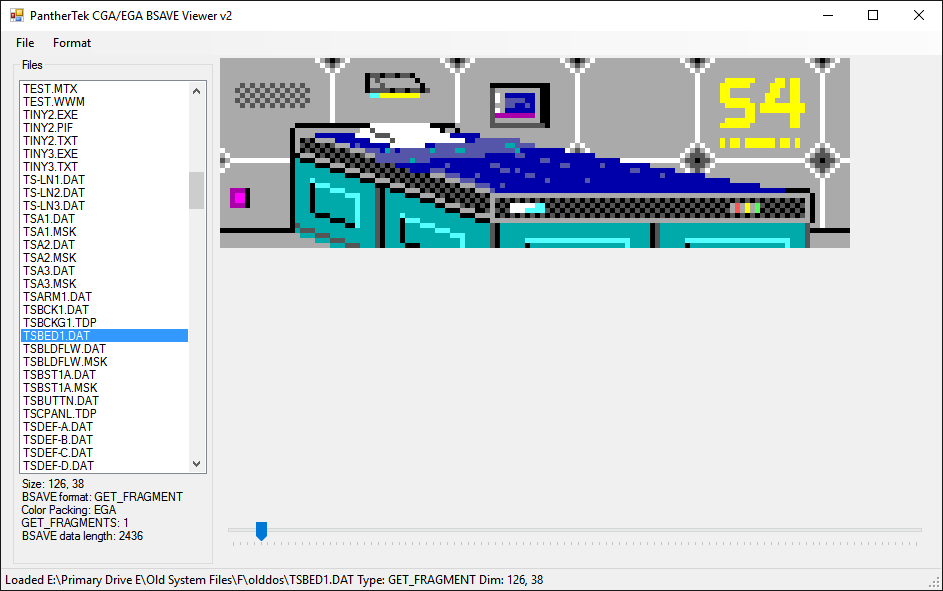 PantherTek CGA/EGA BSAVE Viewer v2
File Format
Files
TEST.MTX
TEST.WWM
TINY2.EXE
TINY2.PIF
TINY2.TXT
TINY3.EXE
TINY3.TXT
TS-LN1.DAT
TS-LN2.DAT
TS-LN3.DAT
TSA1.DAT
TSA1.MSK
TSA2.DAT
TSA2.MSK
TSA3.DAT
TSA3.MSK
TSARM1.DAT
TSBCK1.DAT
TSBCKG1.TDP
TSBED1.DAT
TSBLDFLW.DAT
TSBLDFLW.MSK
TSBST1A.DAT
TSBST1A.MSK
TSBUTTN.DAT
TSCPANL.TDP
TSDEF-A.DAT
TSDEF-B.DAT
TSDEF-C.DAT
TSDEF-D.DAT
S4
Size: 126, 38
BSAVE format: GET_FRAGMENT
Color Packing: EGA
GET_FRAGMENTS: 1
BSAVE data length: 2436
Loaded E:\Primary Drive E\Old System Files\F\olddos\TSBED1.DAT Type: GET_FRAGMENT Dim: 126, 38